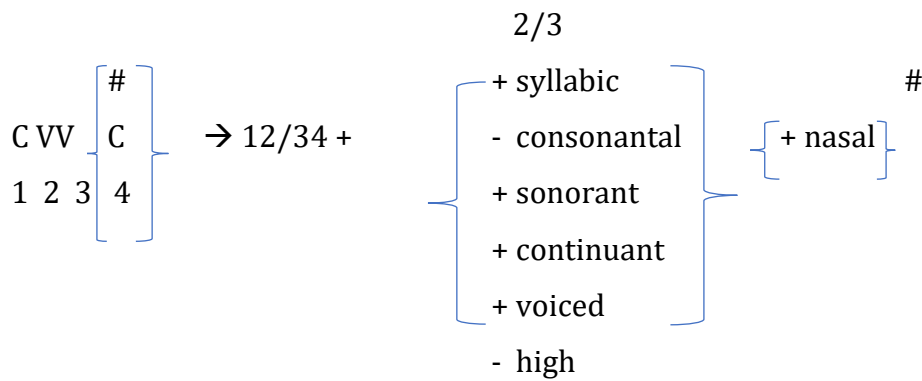 2/3
# + syllabic #
C VV C → 12/34 + - consonantal + nasal
1 2 3 4 + sonorant
+ continuant
+ voiced
- high